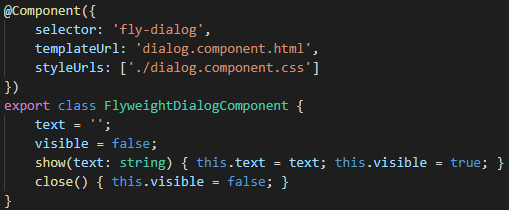 @Component({
    selector: 'fly-dialog',
    templateUrl: 'dialog.component.html',
    styleUrls: ['./dialog.component.css']
})
export class FlyweightDialogComponent {
    text = '';
    visible = false;
    show(text: string) { this.text = text; this.visible = true; }
    close() { this.visible = false; }
}